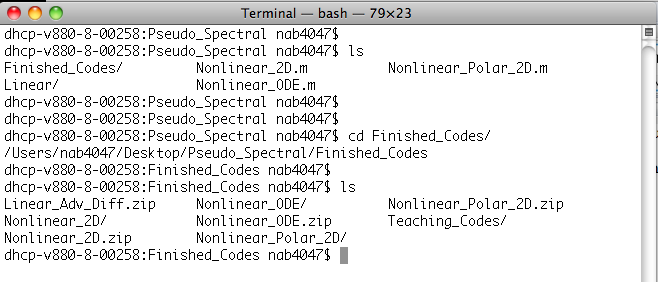 Terminal — bash — 79×23
dhcp-v880-8-00258:Pseudo_Spectral nab4047$
dhcp-v880-8-00258:Pseudo_Spectral nab4047$ ls
Finished_Codes/ Nonlinear_2D.m Nonlinear_Polar_2D.m
Linear/ Nonlinear_ODE.m
dhcp-v880-8-00258:Pseudo_Spectral nab4047$
dhcp-v880-8-00258:Pseudo_Spectral nab4047$
dhcp-v880-8-00258:Pseudo_Spectral nab4047$ cd Finished_Codes/
/Users/nab4047/Desktop/Pseudo_Spectral/Finished_Codes
dhcp-v880-8-00258:Finished_Codes nab4047$
dhcp-v880-8-00258:Finished_Codes nab4047$ ls
Linear_Adv_Diff.zip Nonlinear_ODE/ Nonlinear_Polar_2D.zip
Nonlinear_2D/ Nonlinear_ODE.zip Teaching_Codes/
Nonlinear_2D.zip Nonlinear_Polar_2D/
dhcp-v880-8-00258:Finished_Codes nab4047$